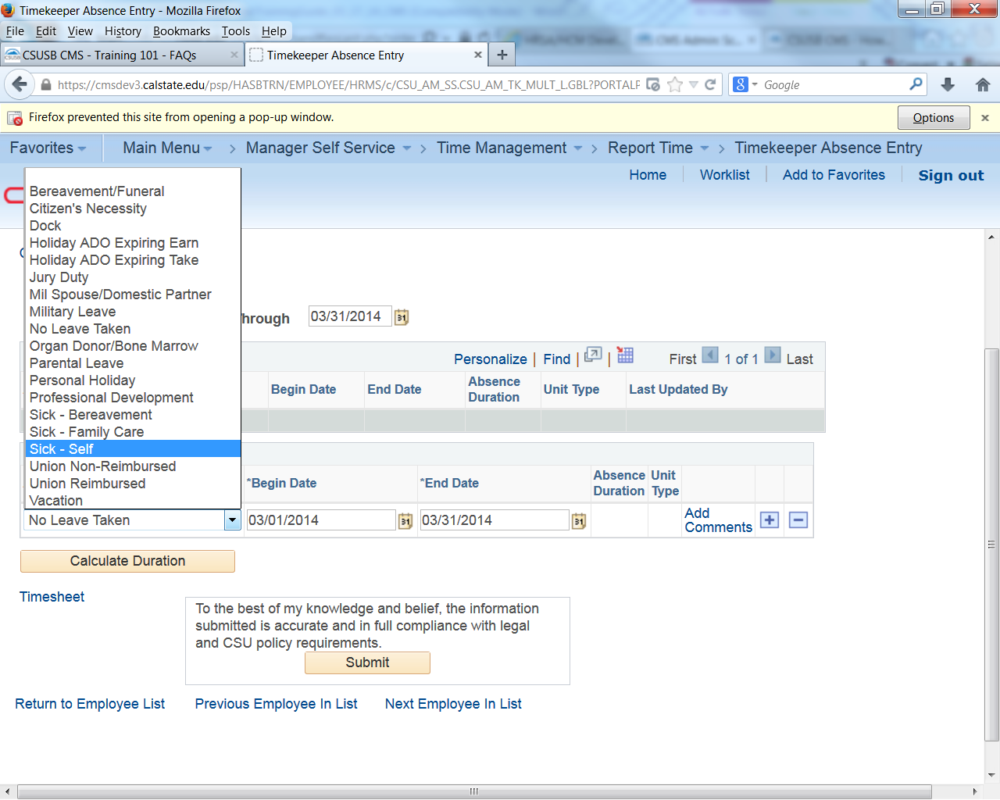 Timekeeper Absence Entry - Mozilla Firefox
File Edit View History Bookmarks Tools Help
CSUSB CMS - Training 101 - FAQs × Timekeeper Absence Entry × +
https://cmsdev3.calstate.edu/psp/HASBTRN/EMPLOYEE/HRMS/c/CSU_AM_SS.CSU_AM_TK_MULT_L.GBL?PORTALP Google
Firefox prevented this site from opening a pop-up window. Options ×
Favorites Main Menu > Manager Self Service > Time Management > Report Time > Timekeeper Absence Entry
Home Worklist Add to Favorites Sign out
Bereavement/Funeral
Citizen's Necessity
Dock
Holiday ADO Expiring Earn
Holiday ADO Expiring Take
Jury Duty
Mil Spouse/Domestic Partner
Military Leave
No Leave Taken
Organ Donor/Bone Marrow
Parental Leave
Personal Holiday
Professional Development
Sick - Bereavement
Sick - Family Care
Sick - Self
Union Non-Reimbursed
Union Reimbursed
Vacation
hrough 03/31/2014
Personalize | Find | | First 1 of 1 Last
Begin Date End Date Absence Duration Unit Type Last Updated By
*Begin Date *End Date Absence Duration Unit Type
No Leave Taken 03/01/2014 03/31/2014 Add Comments
Calculate Duration
Timesheet
To the best of my knowledge and belief, the information
submitted is accurate and in full compliance with legal
and CSU policy requirements.
Submit
Return to Employee List Previous Employee In List Next Employee In List